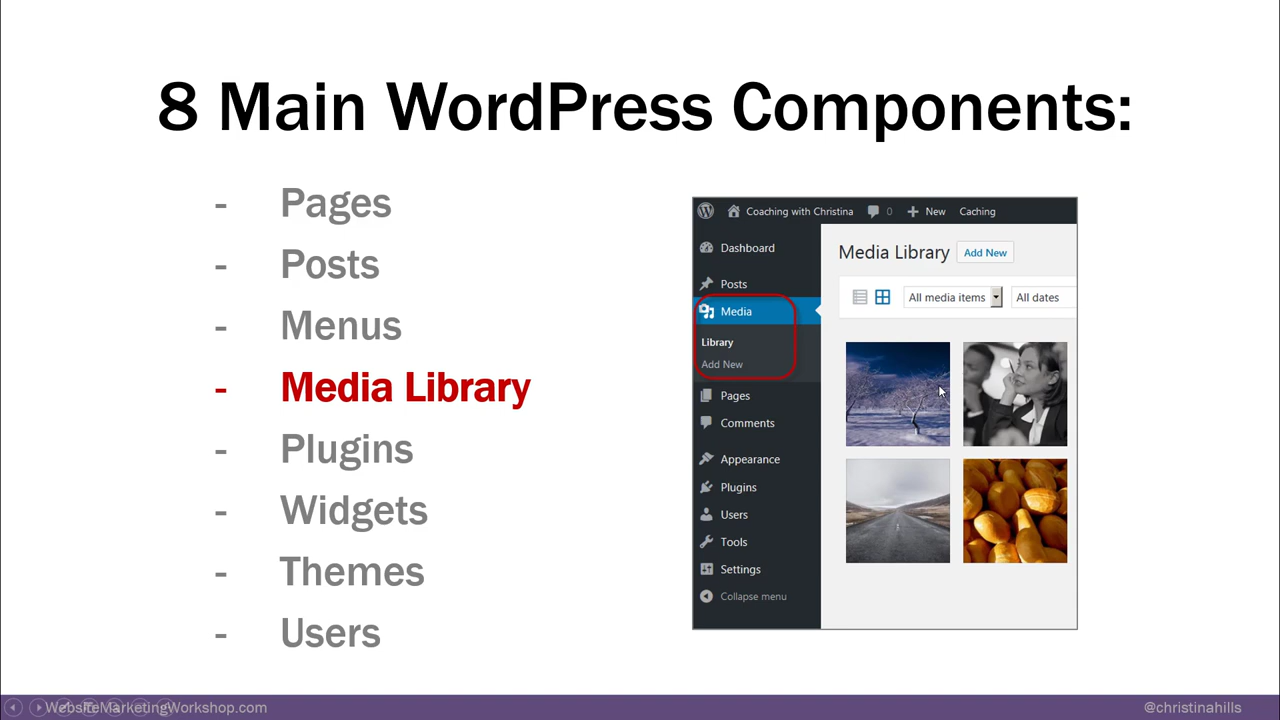 8 Main WordPress Components:
- Pages
- Posts
- Menus
- Media Library
- Plugins
- Widgets
- Themes
- Users
Coaching with Christina 0 New Caching
Dashboard
Posts
Media
Library
Add New
Pages
Comments
Appearance
Plugins
Users
Tools
Settings
Collapse menu
Media Library Add New
All media items All dates
WebsiteMarketingWorkshop.com
@christinahills